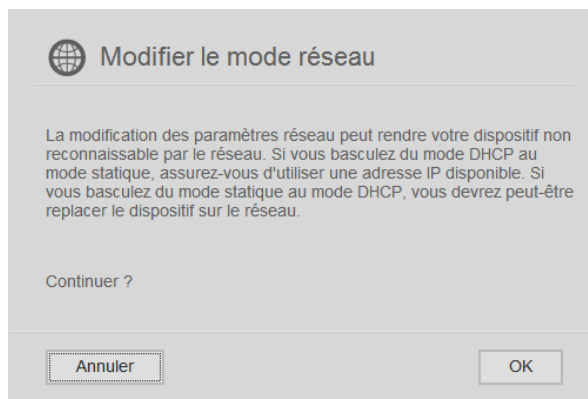 Modifier le mode réseau
La modification des paramètres réseau peut rendre votre dispositif non
reconnaissable par le réseau. Si vous basculez du mode DHCP au
mode statique, assurez-vous d'utiliser une adresse IP disponible. Si
vous basculez du mode statique au mode DHCP, vous devrez peut-être
replacer le dispositif sur le réseau.
Continuer ?
Annuler
OK